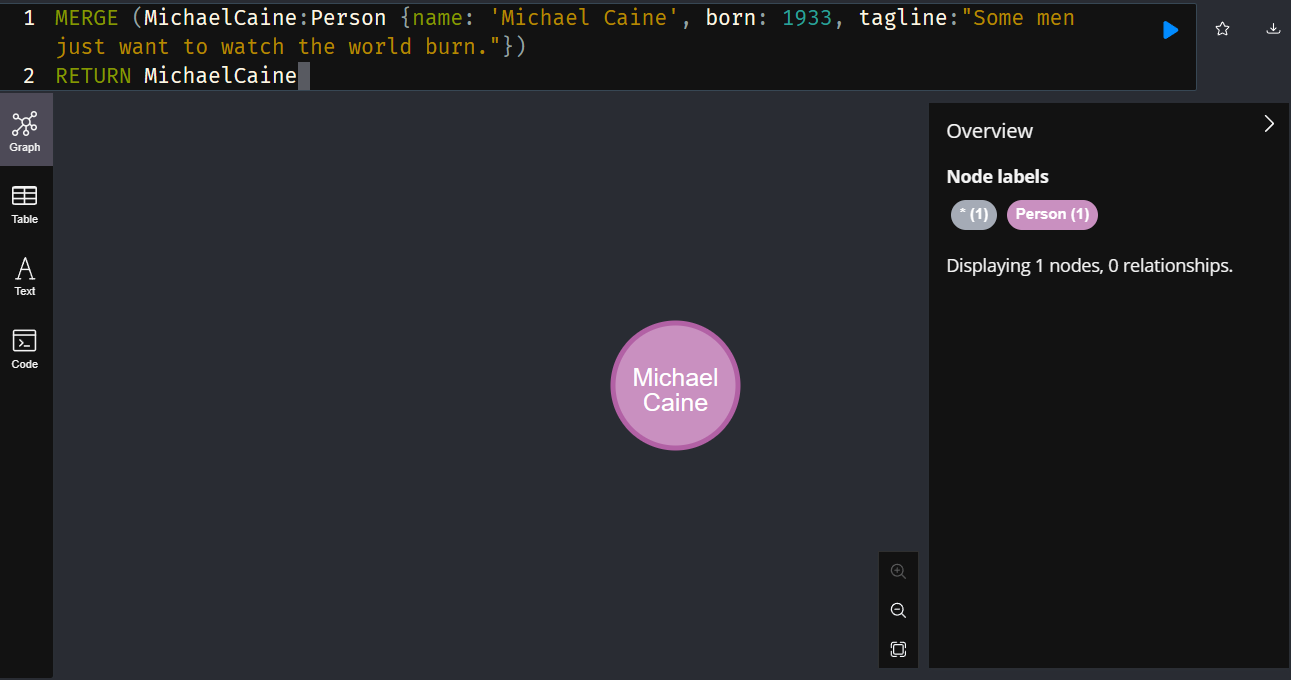 1 MERGE (MichaelCaine:Person {name: 'Michael Caine', born: 1933, tagline:"Some men
just want to watch the world burn."})
2 RETURN MichaelCaine
Graph
Table
Text
Code
Michael
Caine
Overview
Node labels
* (1) Person (1)
Displaying 1 nodes, 0 relationships.